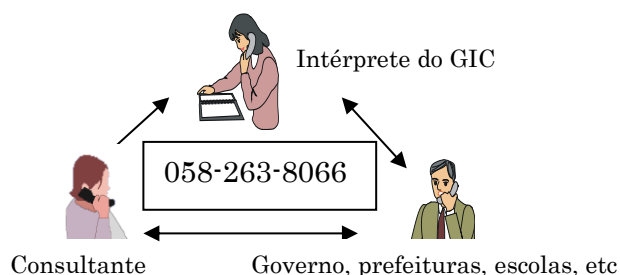 Intérprete do GIC
058-263-8066
Consultante
Governo, prefeituras, escolas, etc